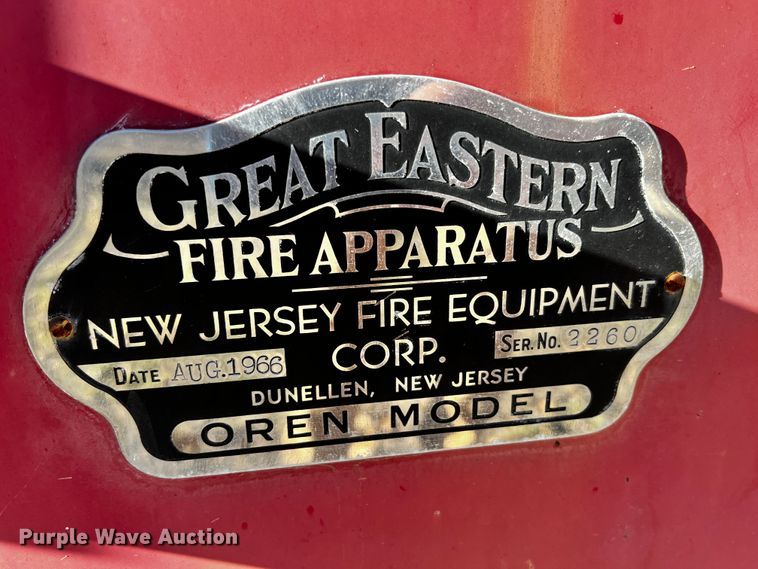 GREAT EASTERN
FIRE APPARATUS
NEW JERSEY FIRE EQUIPMENT
CORP.
DATE AUG.1966
SER. NO. 2260
DUNELLEN, NEW JERSEY
OREN MODEL
Purple Wave Auction